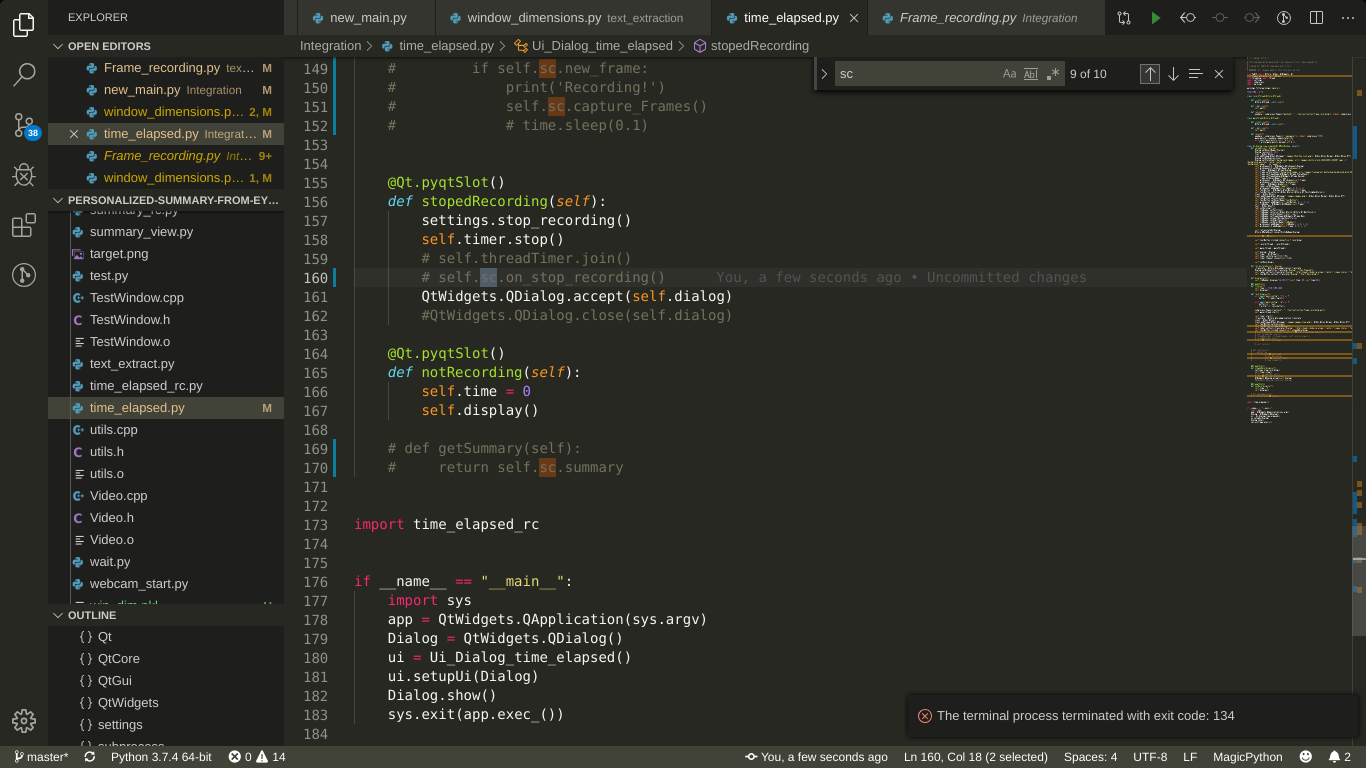 EXPLORER
OPEN EDITORS
Frame_recording.py tex... M
new_main.py Integration M
window_dimensions.p... 2, M
time_elapsed.py Integrat... M
Frame_recording.py Int... 9+
window_dimensions.p... 1, M
38
PERSONALIZED-SUMMARY-FROM-EY...
summary_rc.py
summary_view.py
target.png
test.py
TestWindow.cpp
TestWindow.h
TestWindow.o
text_extract.py
time_elapsed_rc.py
time_elapsed.py M
utils.cpp
utils.h
utils.o
Video.cpp
Video.h
Video.o
wait.py
webcam_start.py
OUTLINE
{ } Qt
{ } QtCore
{ } QtGui
{ } QtWidgets
{ } settings
{ } subprocess
new_main.py
window_dimensions.py text_extraction
time_elapsed.py
Frame_recording.py Integration
Integration > time_elapsed.py > Ui_Dialog_time_elapsed > stopedRecording
sc
Aa Abl .*
9 of 10
149 # if self.sc.new_frame:
150 # print('Recording!')
151 # self.sc.capture_Frames()
152 # # time.sleep(0.1)
153
154
155 @Qt.pyqtSlot()
156 def stopedRecording(self):
157 settings.stop_recording()
158 self.timer.stop()
159 # self.threadTimer.join()
160 # self.sc.on_stop_recording() You, a few seconds ago • Uncommitted changes
161 QtWidgets.QDialog.accept(self.dialog)
162 #QtWidgets.QDialog.close(self.dialog)
163
164 @Qt.pyqtSlot()
165 def notRecording(self):
166 self.time = 0
167 self.display()
168
169 # def getSummary(self):
170 # return self.sc.summary
171
172
173 import time_elapsed_rc
174
175
176 if __name__ == "__main__":
177 import sys
178 app = QtWidgets.QApplication(sys.argv)
179 Dialog = QtWidgets.QDialog()
180 ui = Ui_Dialog_time_elapsed()
181 ui.setupUi(Dialog)
182 Dialog.show()
183 sys.exit(app.exec_())
184
The terminal process terminated with exit code: 134
master* Python 3.7.4 64-bit 0 14 You, a few seconds ago Ln 160, Col 18 (2 selected) Spaces: 4 UTF-8 LF MagicPython 2